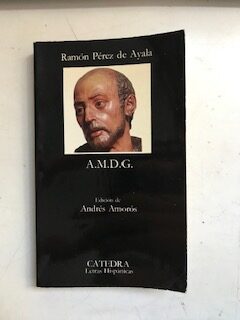 Ramón Pérez de Ayala
A.M.D.G.
Edición de
Andrés Amorós
CATEDRA
Letras Hispánicas